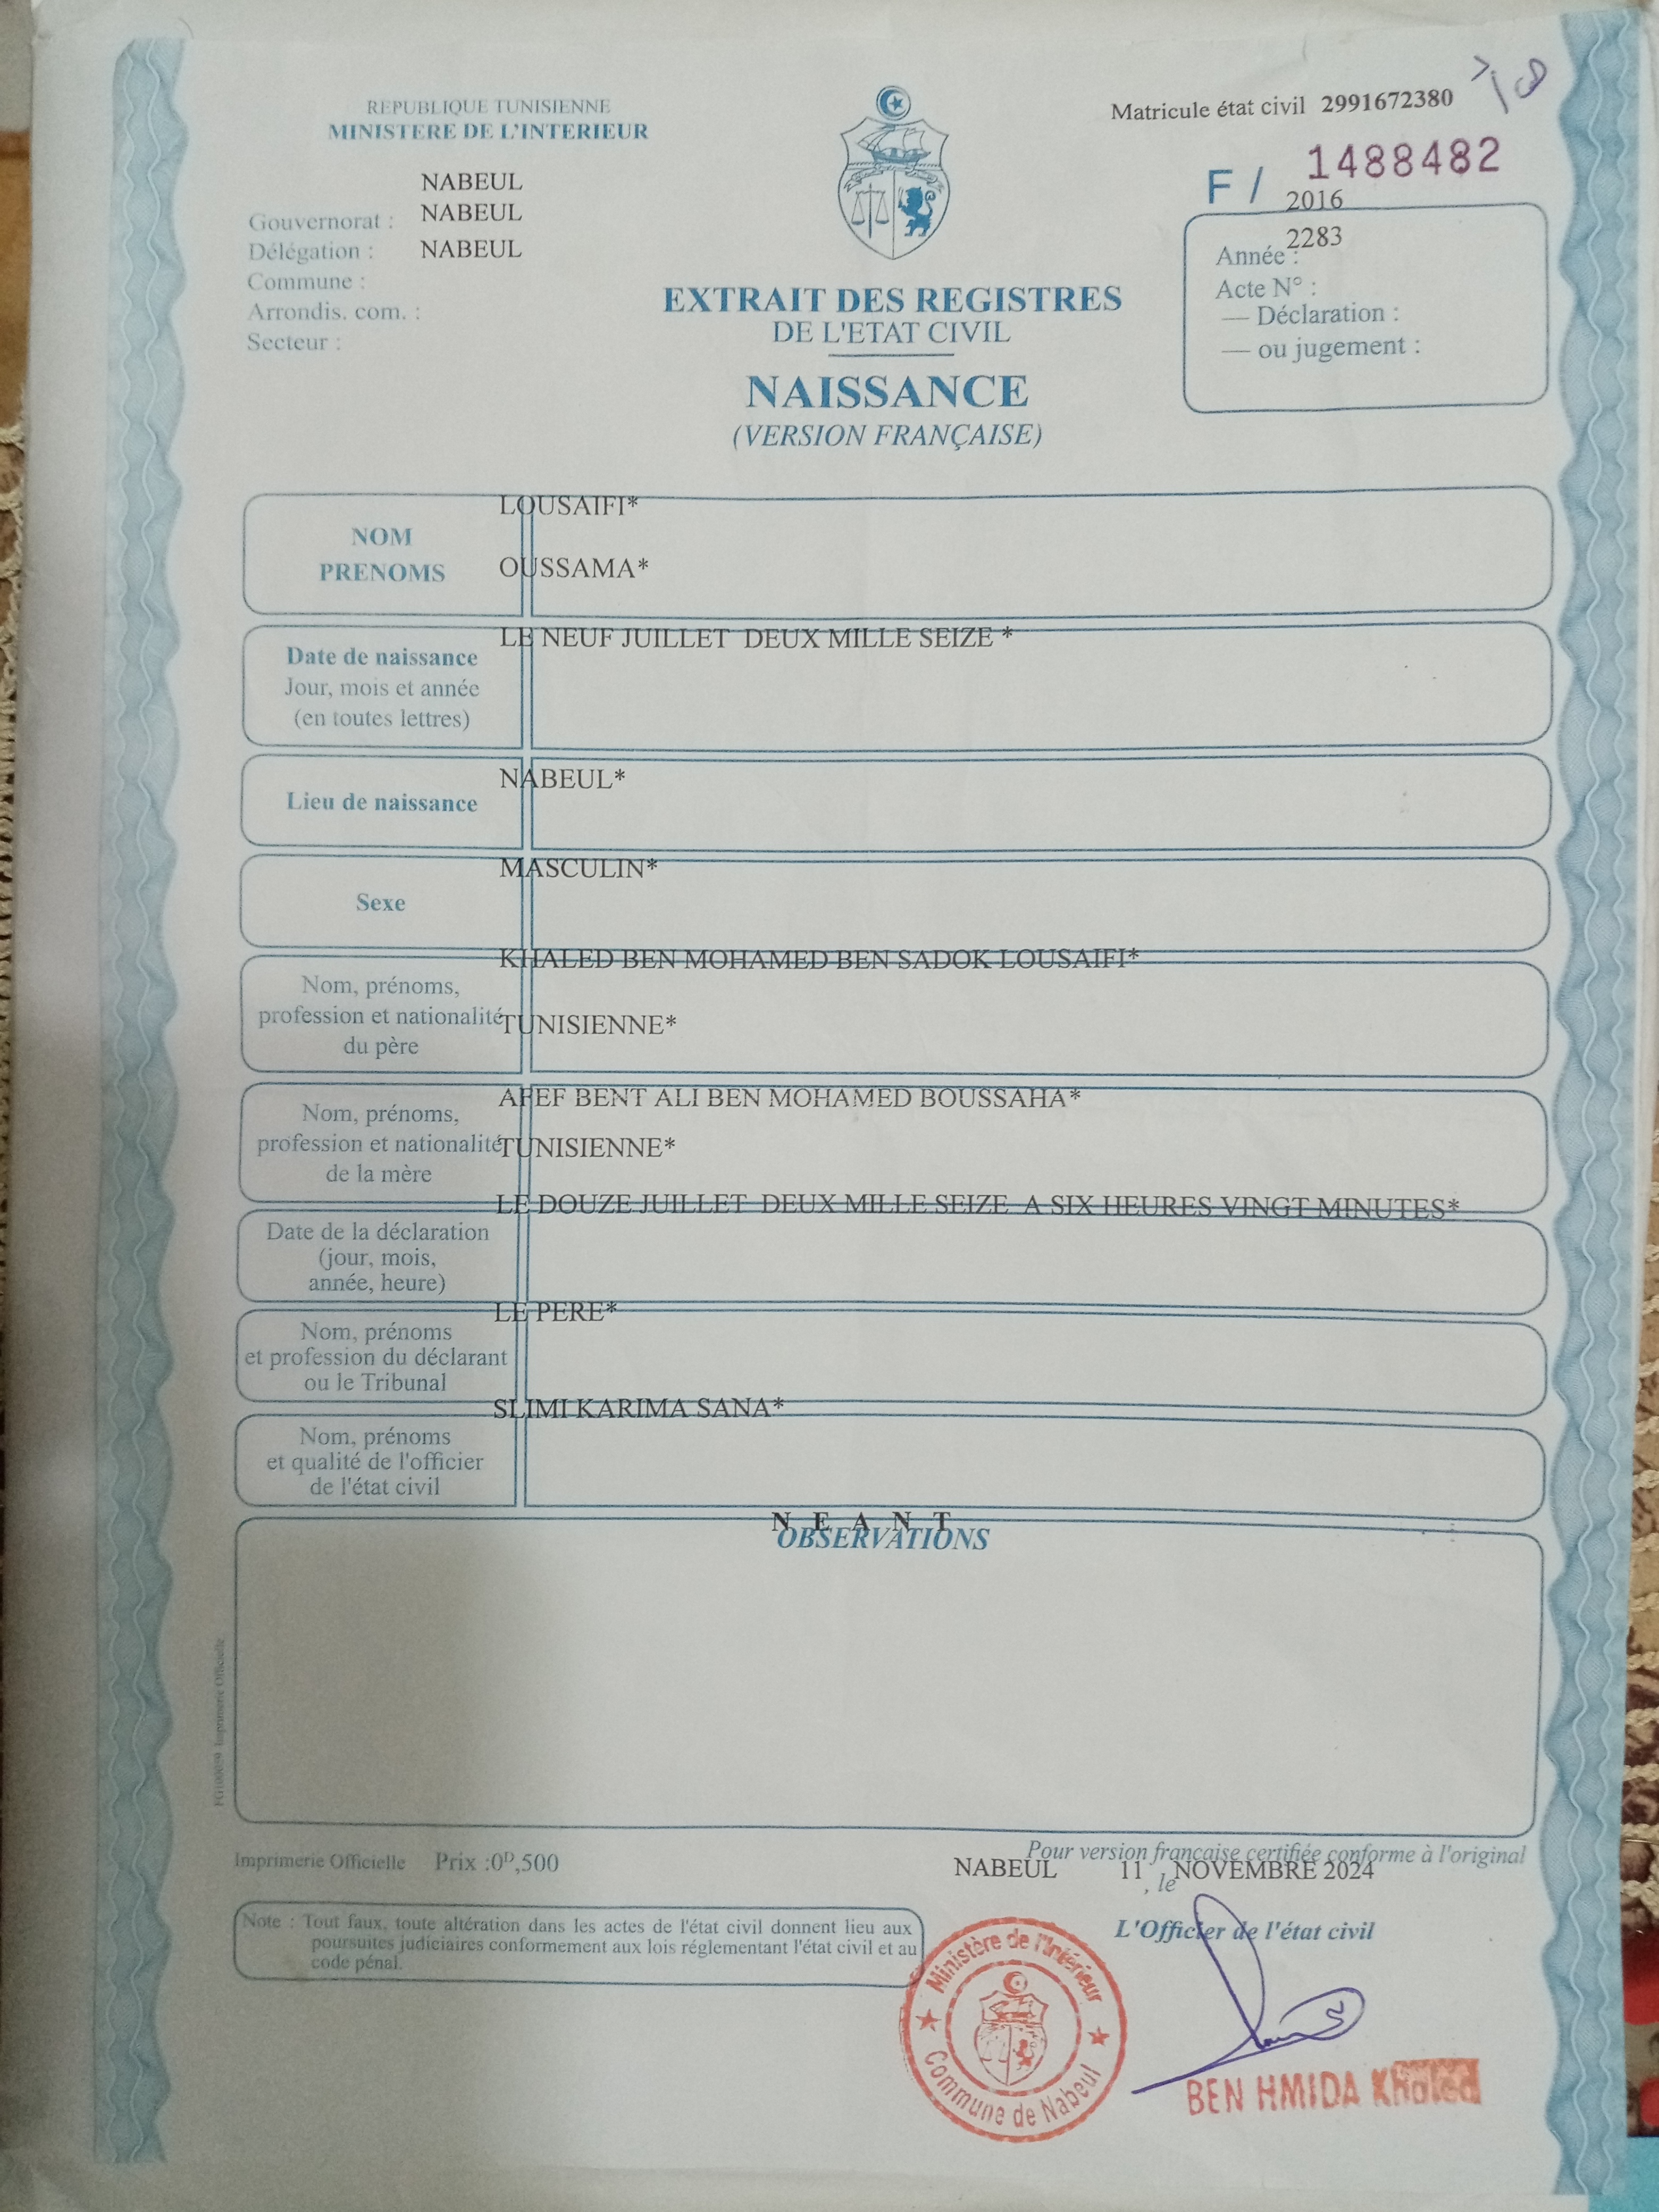 REPUBLIQUE TUNISIENNE
MINISTERE DE L'INTERIEUR
Matricule état civil 2991672380
F / 1488482
NABEUL
Gouvernorat : NABEUL
Délégation : NABEUL
Commune :
Arrondis. com. :
Secteur :
2016
2283
Année :
Acte N° :
— Déclaration :
— ou jugement :
EXTRAIT DES REGISTRES
DE L'ETAT CIVIL
NAISSANCE
(VERSION FRANÇAISE)
LOUSAIFI*
NOM
OUSSAMA*
PRENOMS
LE NEUF JUILLET DEUX MILLE SEIZE *
Date de naissance
Jour, mois et année
(en toutes lettres)
NABEUL*
Lieu de naissance
MASCULIN*
Sexe
KHALED BEN MOHAMED BEN SADOK LOUSAIFI*
Nom, prénoms,
profession et nationalité
TUNISIENNE*
du père
AFEF BENT ALI BEN MOHAMED BOUSSAHA*
Nom, prénoms,
profession et nationalité
TUNISIENNE*
de la mère
LE DOUZE JUILLET DEUX MILLE SEIZE A SIX HEURES VINGT MINUTES*
Date de la déclaration
(jour, mois,
année, heure)
LE PERE*
Nom, prénoms
et profession du déclarant
ou le Tribunal
SLIMI KARIMA SANA*
Nom, prénoms
et qualité de l'officier
de l'état civil
N E A N T
OBSERVATIONS
Imprimerie Officielle
Imprimerie Officielle Prix :0ᴰ,500
Pour version française certifiée conforme à l'original
NABEUL 11 , le NOVEMBRE 2024
Note : Tout faux, toute altération dans les actes de l'état civil donnent lieu aux
poursuites judiciaires conformement aux lois réglementant l'état civil et au
code pénal.
L'Officier de l'état civil
Ministère de l'Intérieur
Commune de Nabeul
BEN HMIDA Khaled